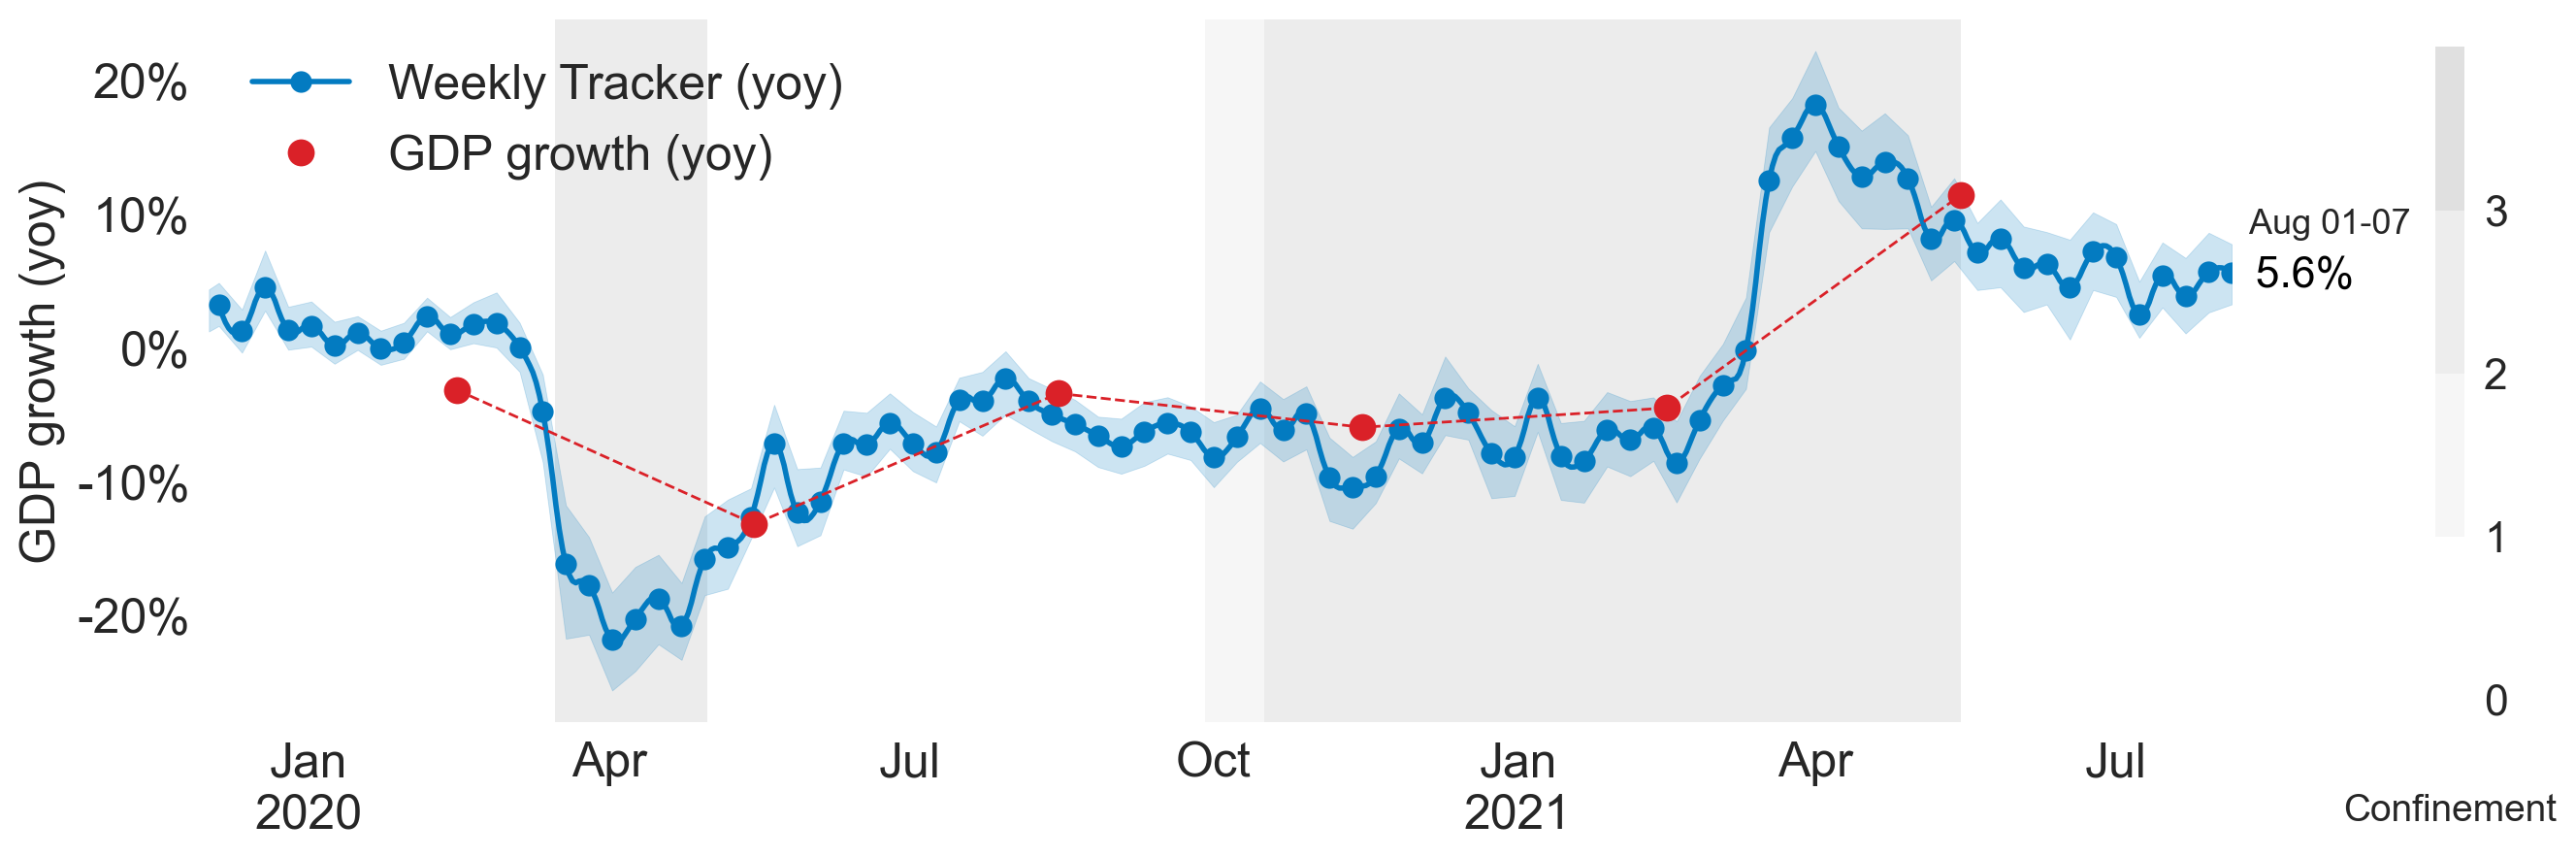 Weekly Tracker (yoy)
GDP growth (yoy)
GDP growth (yoy)
20%
10%
0%
-10%
-20%
Jan
2020
Apr
Jul
Oct
Jan
2021
Apr
Jul
Aug 01-07
5.6%
3
2
1
0
Confinement